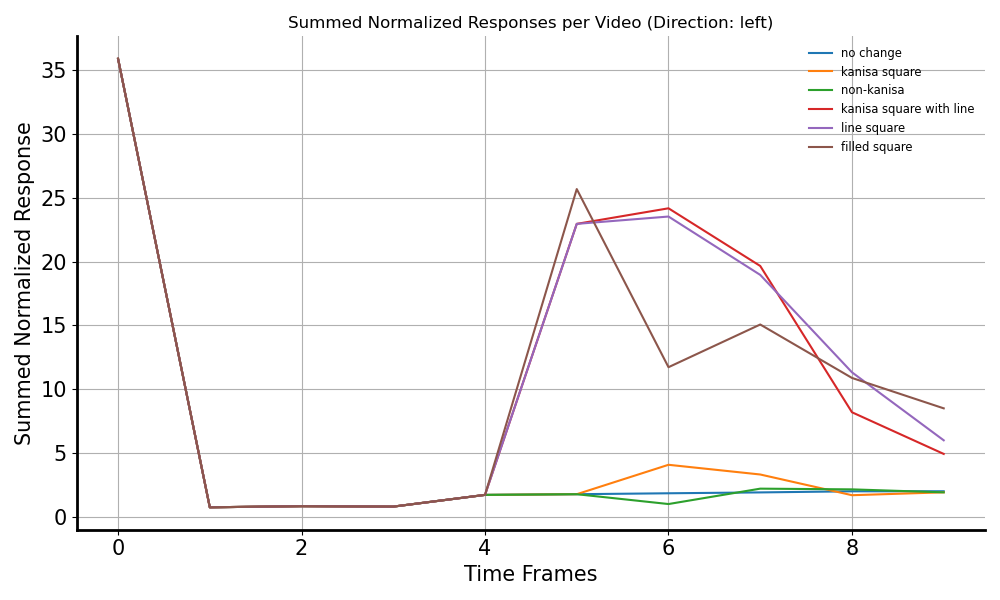 Summed Normalized Responses per Video (Direction: left)
no change
kanisa square
non-kanisa
kanisa square with line
line square
filled square
Summed Normalized Response
35
30
25
20
15
10
5
0
0 2 4 6 8
Time Frames